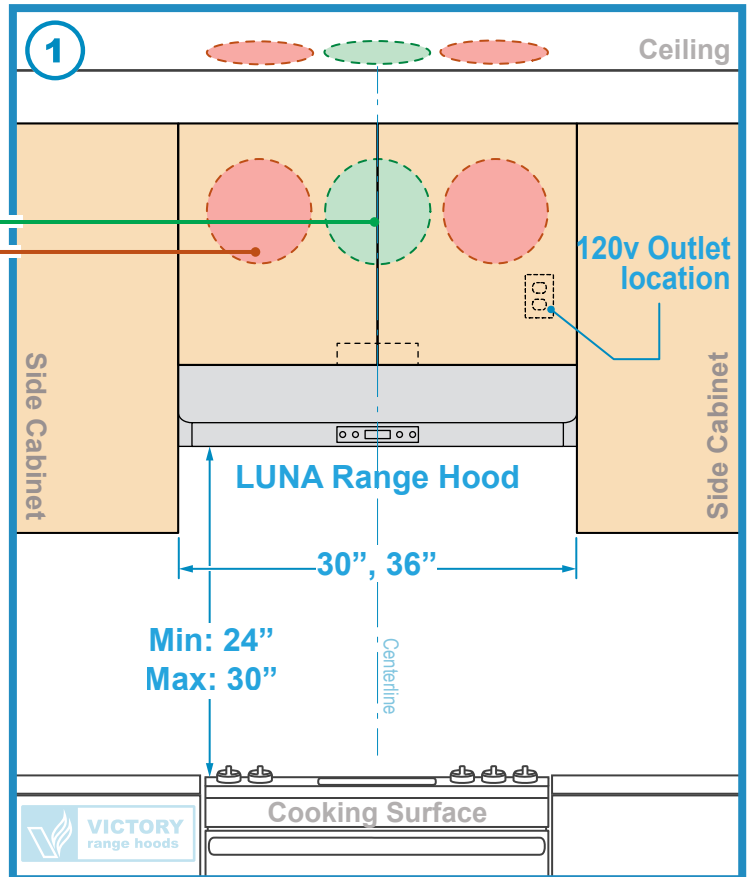 1
Ceiling
120v Outlet
location
Side Cabinet
Side Cabinet
LUNA Range Hood
30”, 36”
Min: 24”
Max: 30”
Centerline
Cooking Surface
VICTORY
range hoods